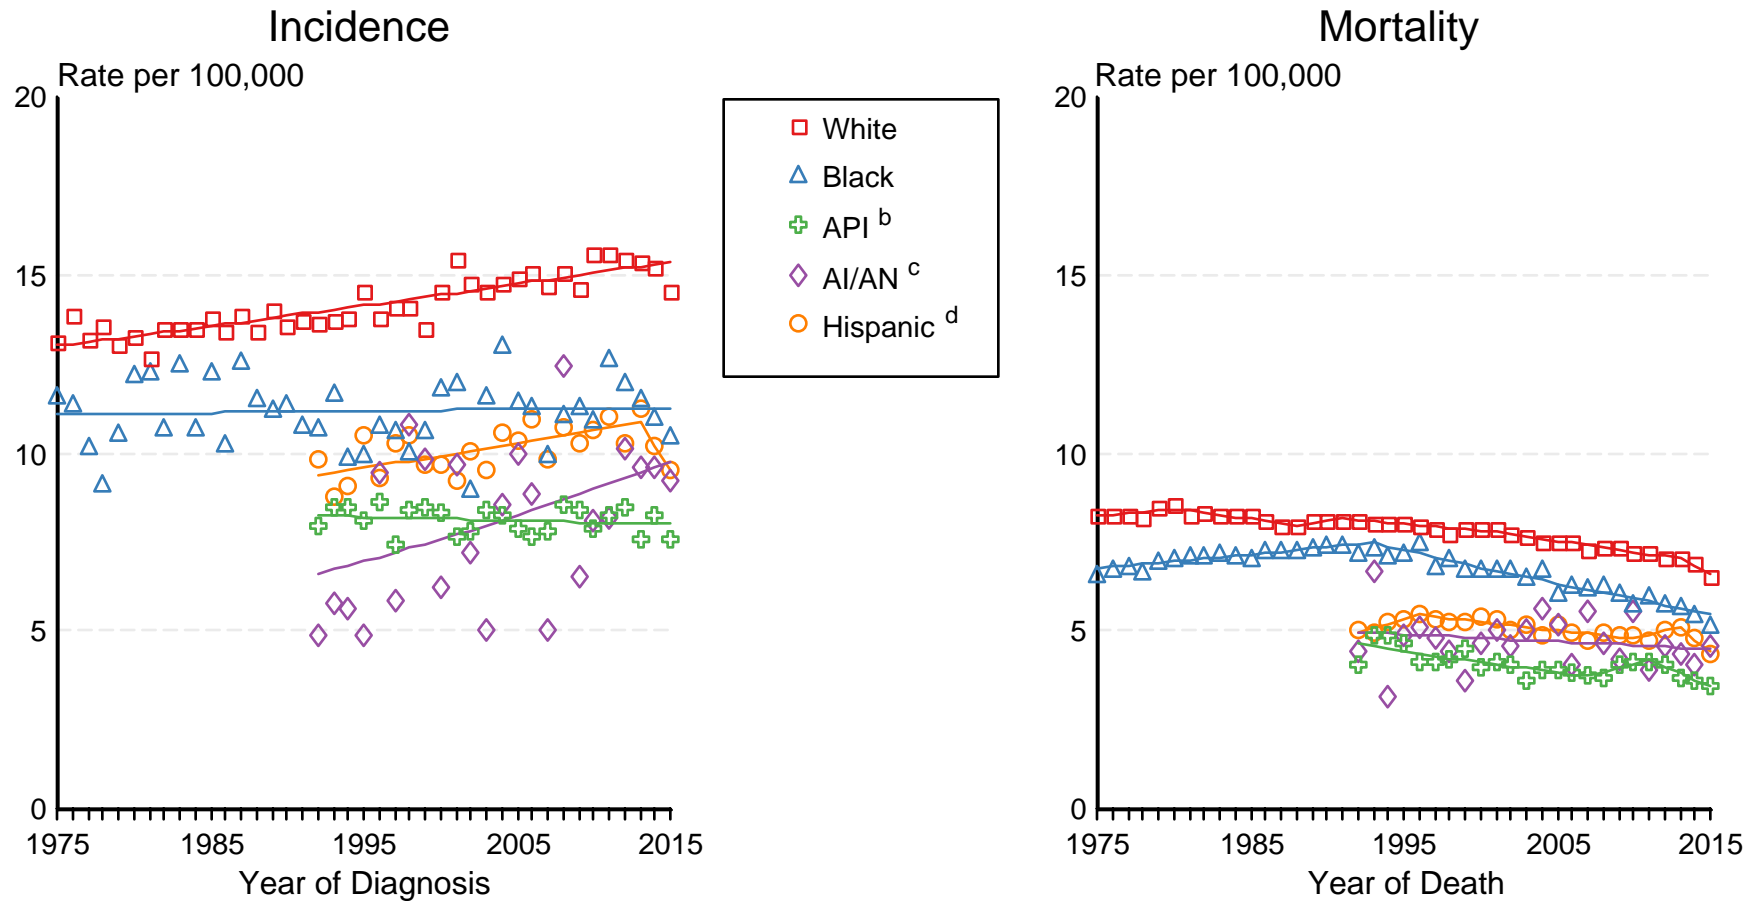 Incidence
Rate per 100,000
20
15
10
5
0
1975 1985 1995 2005 2015
Year of Diagnosis
White
Black
API b
AI/AN c
Hispanic d
Mortality
Rate per 100,000
20
15
10
5
0
1975 1985 1995 2005 2015
Year of Death